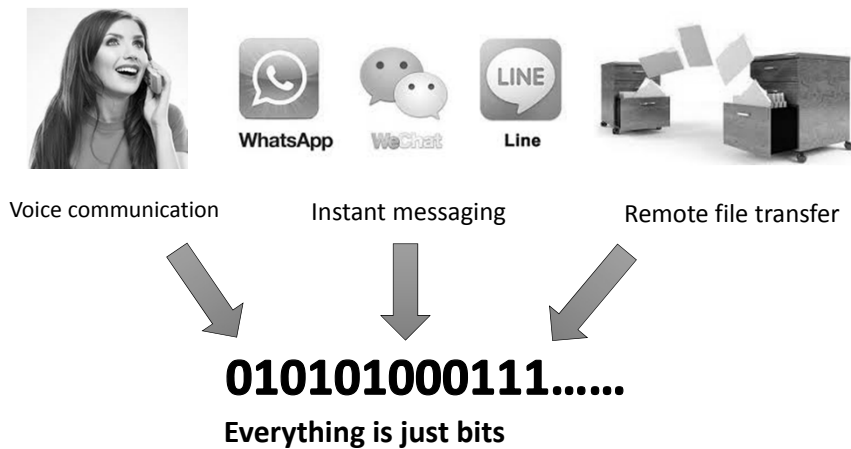 LINE
WhatsApp
WeChat
Line
Voice communication
Instant messaging
Remote file transfer
010101000111……
Everything is just bits